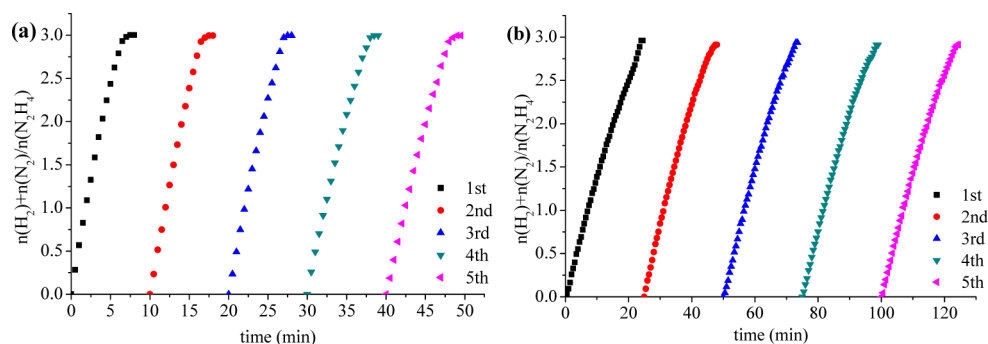 (a)
n(H2)+n(N2)/n(N2H4)
3.0
2.5
2.0
1.5
1.0
0.5
0.0
0 5 10 15 20 25 30 35 40 45 50
time (min)
1st
2nd
3rd
4th
5th
(b)
n(H2)+n(N2)/n(N2H4)
3.0
2.5
2.0
1.5
1.0
0.5
0.0
0 20 40 60 80 100 120
time (min)
1st
2nd
3rd
4th
5th